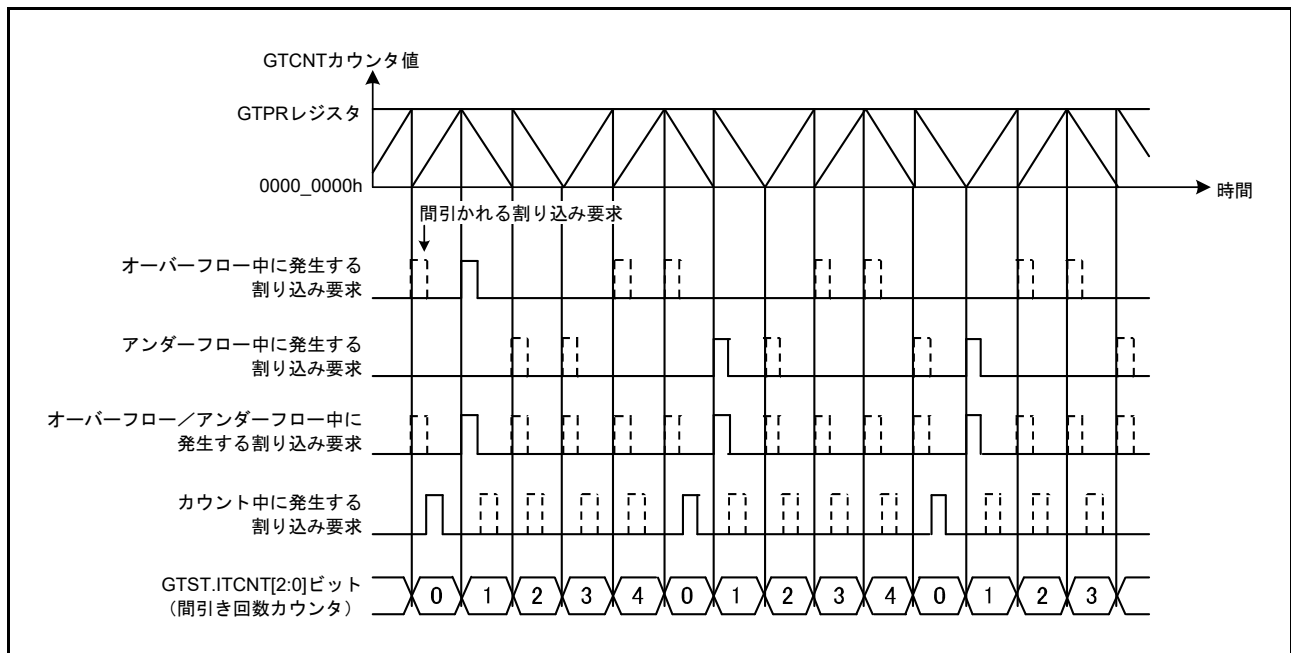 GTCNTカウンタ値
GTPRレジスタ
0000_0000h
時間
間引かれる割り込み要求
オーバーフロー中に発生する
割り込み要求
アンダーフロー中に発生する
割り込み要求
オーバーフロー／アンダーフロー中に
発生する割り込み要求
カウント中に発生する
割り込み要求
GTST.ITCNT[2:0]ビット
（間引き回数カウンタ）
0 1 2 3 4 0 1 2 3 4 0 1 2 3